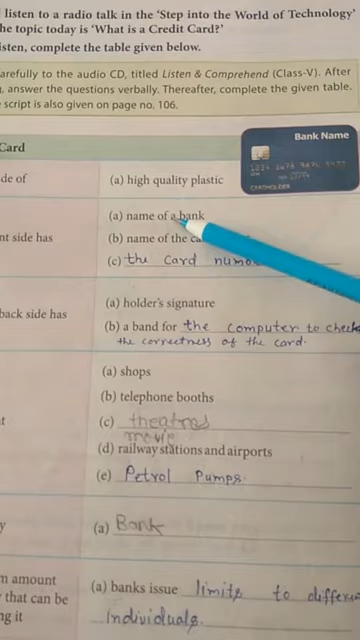 listen to a radio talk in the 'Step into the World of Technology'
he topic today is 'What is a Credit Card?'
isten, complete the table given below.
arefully to the audio CD, titled Listen & Comprehend (Class-V). After
, answer the questions verbally. Thereafter, complete the given table.
script is also given on page no. 106.
Card
Bank Name
CARDHOLDER
de of
(a) high quality plastic
(a) name of a bank
nt side has
(b) name of the ca
(c) the card num
back side has
(a) holder's signature
(b) a band for the computer to check
the correctness of the card.
(a) shops
(b) telephone booths
t
(c) theatres
movie
(d) railway stations and airports
(e) Petrol Pumps.
y
(a) Bank
m amount
that can be
ng it
(a) banks issue limits to differen
individuals.